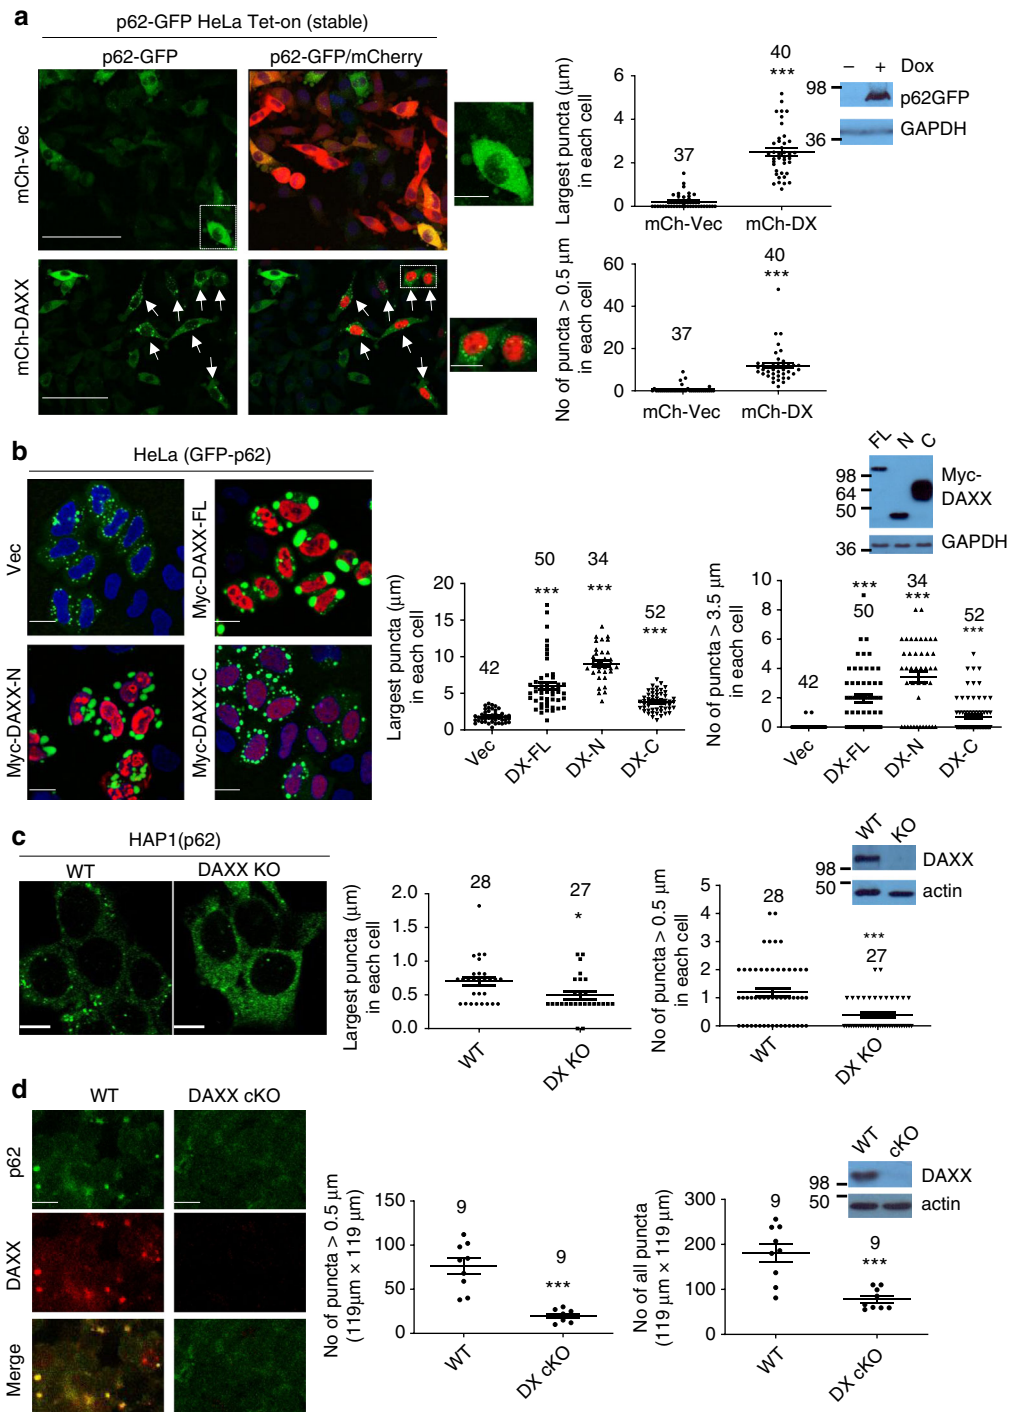 a
p62-GFP HeLa Tet-on (stable)
p62-GFP
p62-GFP/mCherry
mCh-Vec
mCh-DAXX
Largest puncta (μm)
in each cell
6
4
2
0
37
40
***
mCh-Vec
mCh-DX
– + Dox
98
p62GFP
36
GAPDH
No of puncta > 0.5 μm
in each cell
60
40
20
0
37
40
***
mCh-Vec
mCh-DX
b
HeLa (GFP-p62)
Vec
Myc-DAXX-FL
Myc-DAXX-N
Myc-DAXX-C
Largest puncta (μm)
in each cell
20
15
10
5
0
42
50
***
34
***
52
***
Vec
DX-FL
DX-N
DX-C
FL N C
98
64
50
Myc-
DAXX
36
GAPDH
No of puncta > 3.5 μm
in each cell
10
8
6
4
2
0
42
***
50
34
***
52
***
Vec
DX-FL
DX-N
DX-C
c
HAP1(p62)
WT
DAXX KO
Largest puncta (μm)
in each cell
2.0
1.5
1.0
0.5
0.0
28
27
*
WT
DX KO
WT KO
98
DAXX
50
actin
No of puncta > 0.5 μm
in each cell
5
4
3
2
1
0
28
***
27
WT
DX KO
d
WT
DAXX cKO
p62
DAXX
Merge
No of puncta > 0.5 μm
(119μm × 119 μm)
150
100
50
0
9
9
***
WT
DX cKO
WT cKO
98
DAXX
50
actin
No of all puncta
(119 μm × 119 μm)
300
200
100
0
9
9
***
WT
DX cKO